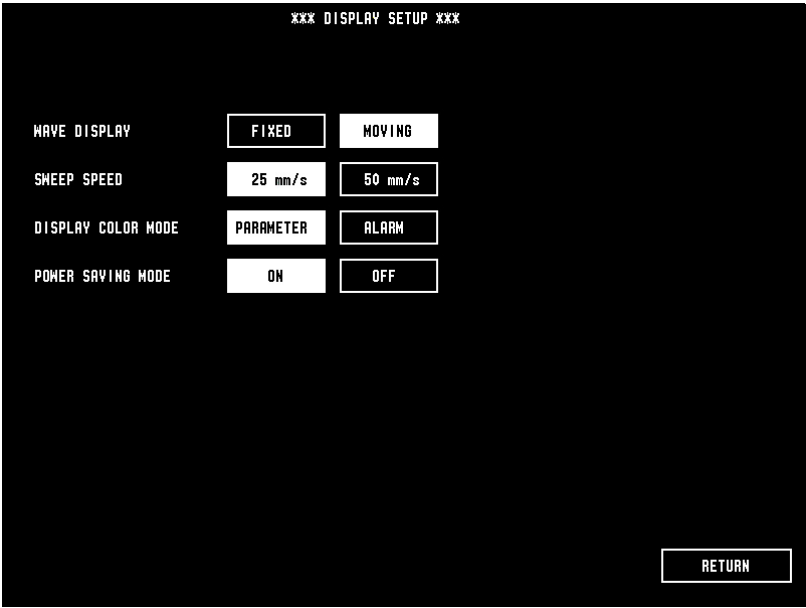 *** DISPLAY SETUP ***
WAVE DISPLAY FIXED MOVING
SWEEP SPEED 25 mm/s 50 mm/s
DISPLAY COLOR MODE PARAMETER ALARM
POWER SAVING MODE ON OFF
RETURN